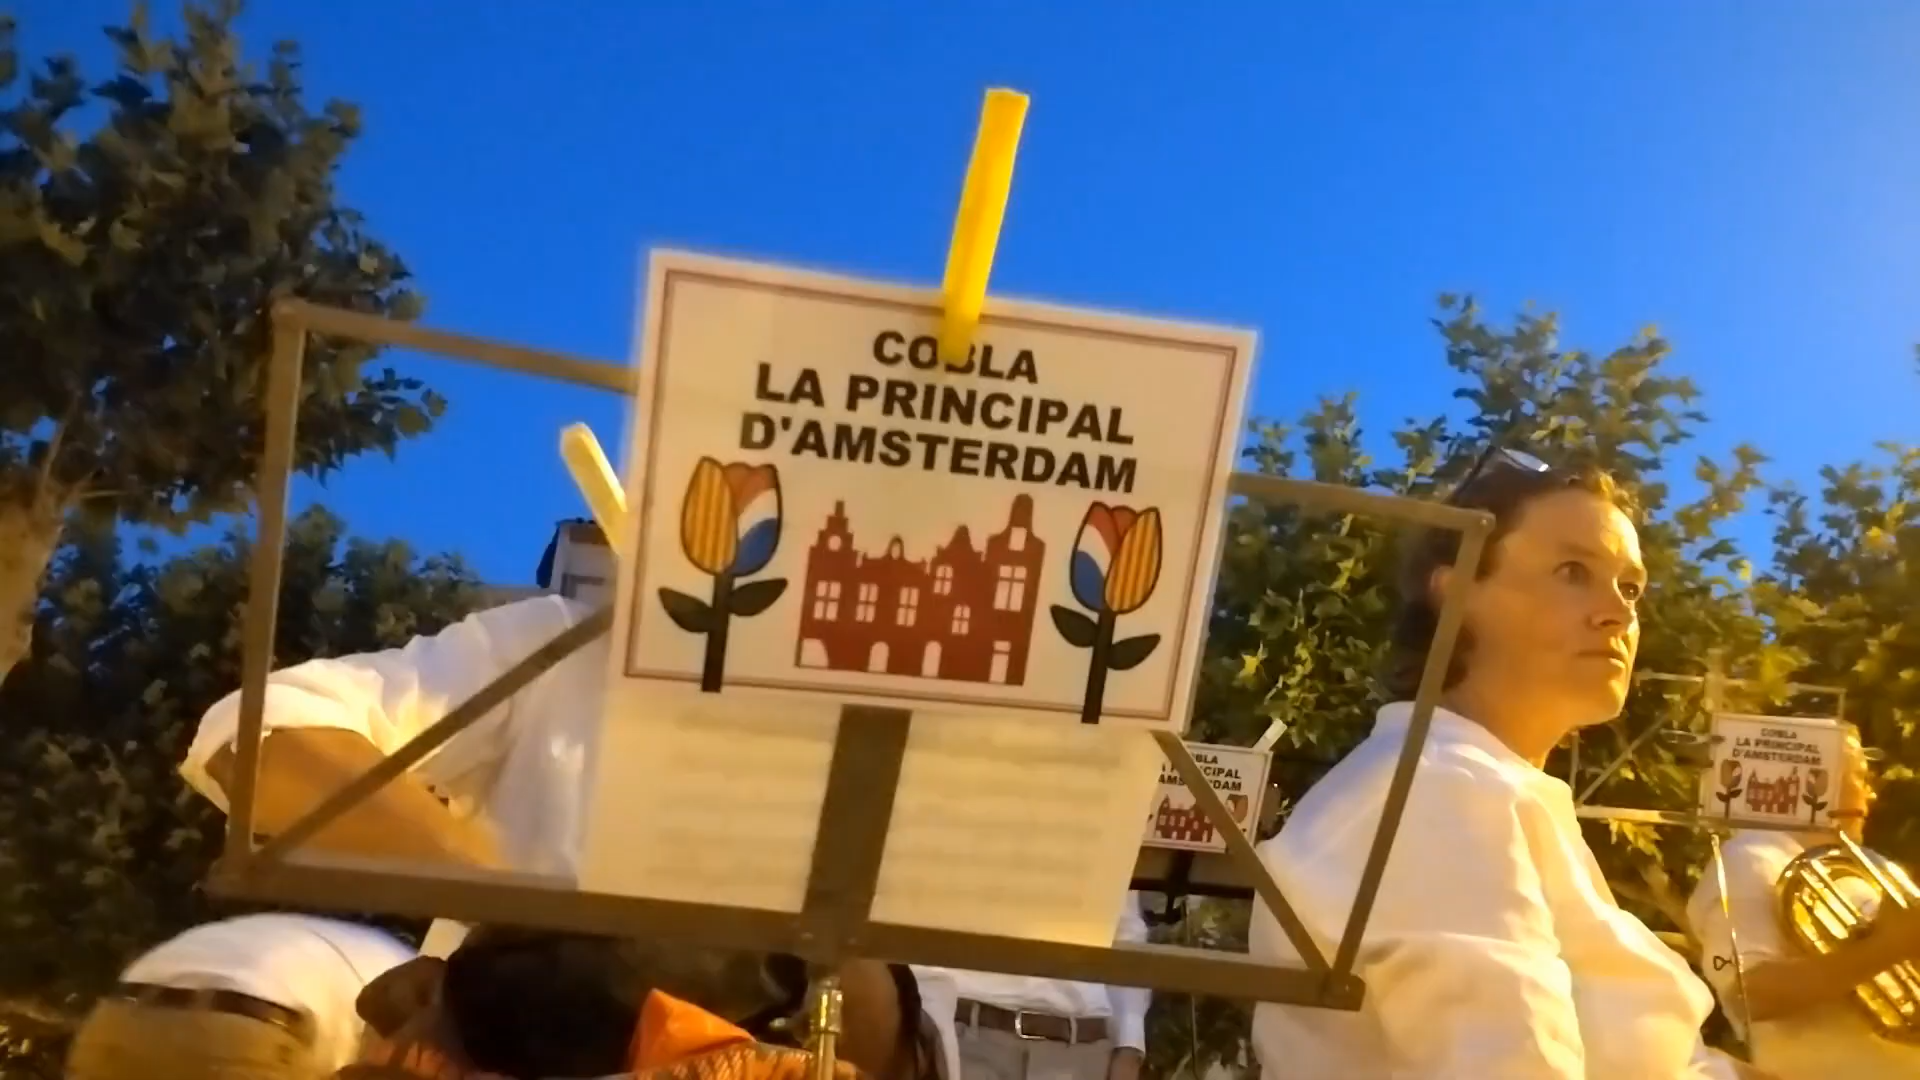 COBLA
LA PRINCIPAL
D'AMSTERDAM
COBLA
LA PRINCIPAL
D'AMSTERDAM